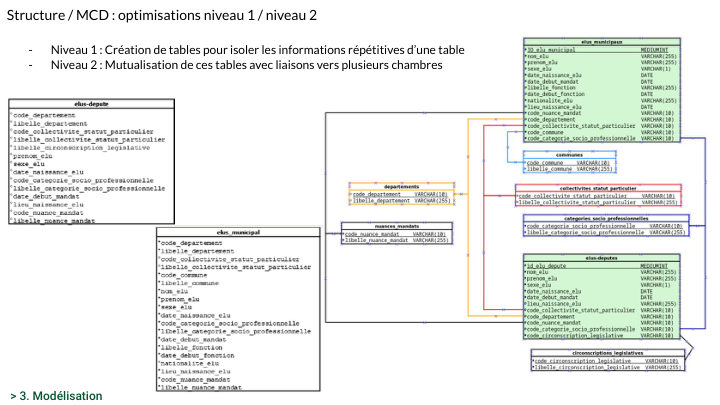 Structure / MCD : optimisations niveau 1 / niveau 2
- Niveau 1 : Création de tables pour isoler les informations répétitives d'une table
- Niveau 2 : Mutualisation de ces tables avec liaisons vers plusieurs chambres
elus-depute
*code_departement
*libelle_departement
*code_collectivite_statut_particulier
*libelle_collectivite_statut_particulier
*libelle_circonscription_legislative
*prenom_elu
*sexe_elu
*date_naissance_elu
*code_categorie_socio_professionnelle
*libelle_categorie_socio_professionnelle
*date_debut_mandat
*lieu_naissance_elu
*code_nuance_mandat
*libelle_nuance_mandat
elus_municpal
*code_departement
*libelle_departement
*code_collectivite_statut_particulier
*libelle_collectivite_statut_particulier
*code_commune
*libelle_commune
*nom_elu
*prenom_elu
*sexe_elu
*date_naissance_elu
*code_categorie_socio_professionnelle
*libelle_categorie_socio_professionnelle
*date_debut_mandat
*libelle_fonction
*date_debut_fonction
*nationalite_elu
*lieu_naissance_elu
*code_nuance_mandat
*libelle_nuance_mandat
departements
*code_departement VARCHAR(10)
*libelle_departement VARCHAR(255)
nuances_mandats
*code_nuance_mandat VARCHAR(10)
*libelle_nuance_mandat VARCHAR(255)
elus_municipaux
*ID_elu_municipal MEDIUMINT
*nom_elu VARCHAR(255)
*prenom_elu VARCHAR(255)
*sexe_elu VARCHAR(1)
*date_naissance_elu DATE
*date_debut_mandat DATE
*libelle_fonction VARCHAR(255)
*date_debut_fonction DATE
*nationalite_elu VARCHAR(255)
*lieu_naissance_elu DATE
*code_nuance_mandat VARCHAR(10)
*code_departement VARCHAR(10)
*code_collectivite_statut_particulier VARCHAR(10)
*code_commune VARCHAR(10)
*code_categorie_socio_professionnelle VARCHAR(10)
communes
*code_commune VARCHAR(10)
*libelle_commune VARCHAR(255)
collectivites_statut_particulier
*code_collectivite_statut_particulier VARCHAR(10)
*libelle_collectivite_statut_particulier VARCHAR(255)
categories socio professionnelles
*code_categorie_socio_professionnelle VARCHAR(10)
*libelle_categorie_socio_professionnelle VARCHAR(255)
elus-deputes
*id_elu_depute MEDIUMINT
*nom_elu VARCHAR(255)
*prenom_elu VARCHAR(255)
*sexe_elu VARCHAR(1)
*date_naissance_elu DATE
*date_debut_mandat DATE
*lieu_naissance_elu VARCHAR(255)
*code_collectivite_statut_particulier VARCHAR(10)
*code_departement VARCHAR(10)
*code_nuance_mandat VARCHAR(10)
*code_categorie_socio_professionnelle VARCHAR(10)
*code_circonscription_legislative VARCHAR(10)
circonscriptions_legislatives
*code_circonscription_legislative VARCHAR(10)
*libelle_circonscription_legislative VARCHAR(255)
> 3. Modélisation